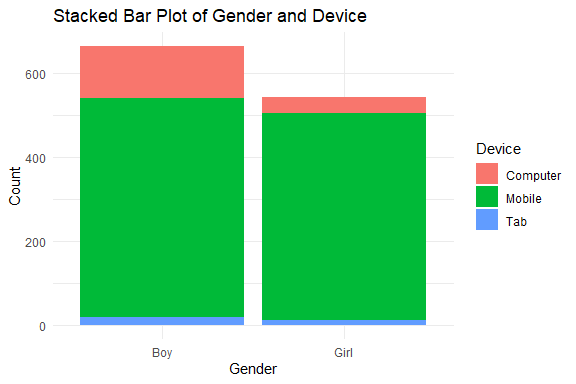 Stacked Bar Plot of Gender and Device
Count
600
400
200
0
Boy
Girl
Gender
Device
Computer
Mobile
Tab